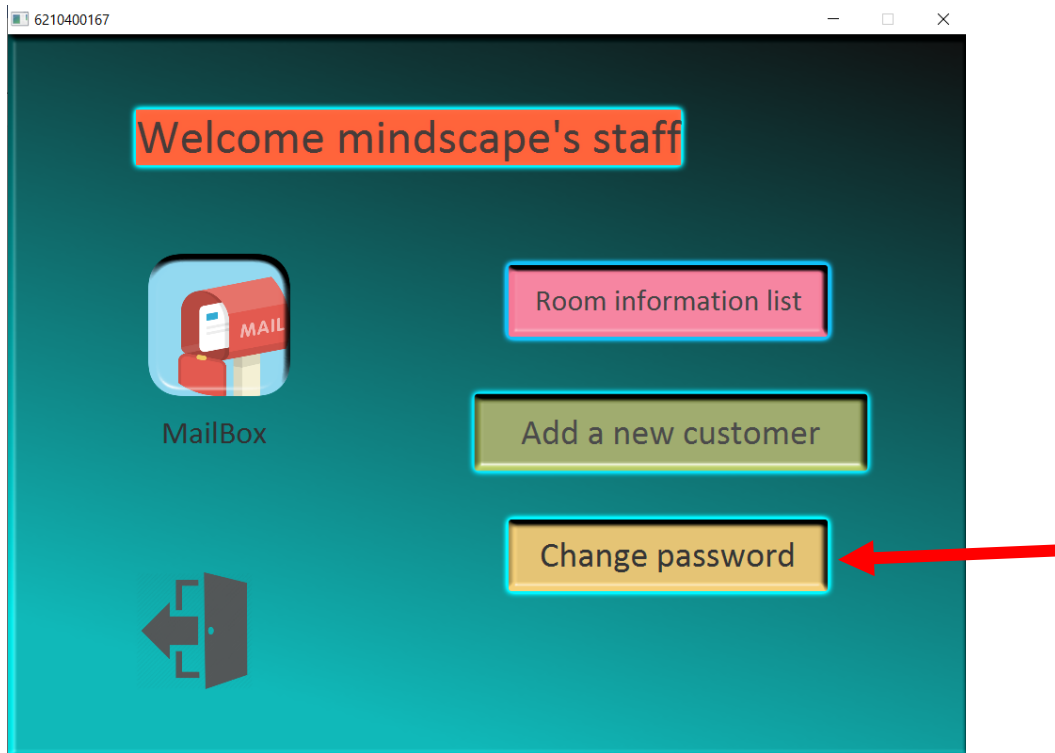 6210400167
Welcome mindscape's staff
MAIL
MailBox
Room information list
Add a new customer
Change password